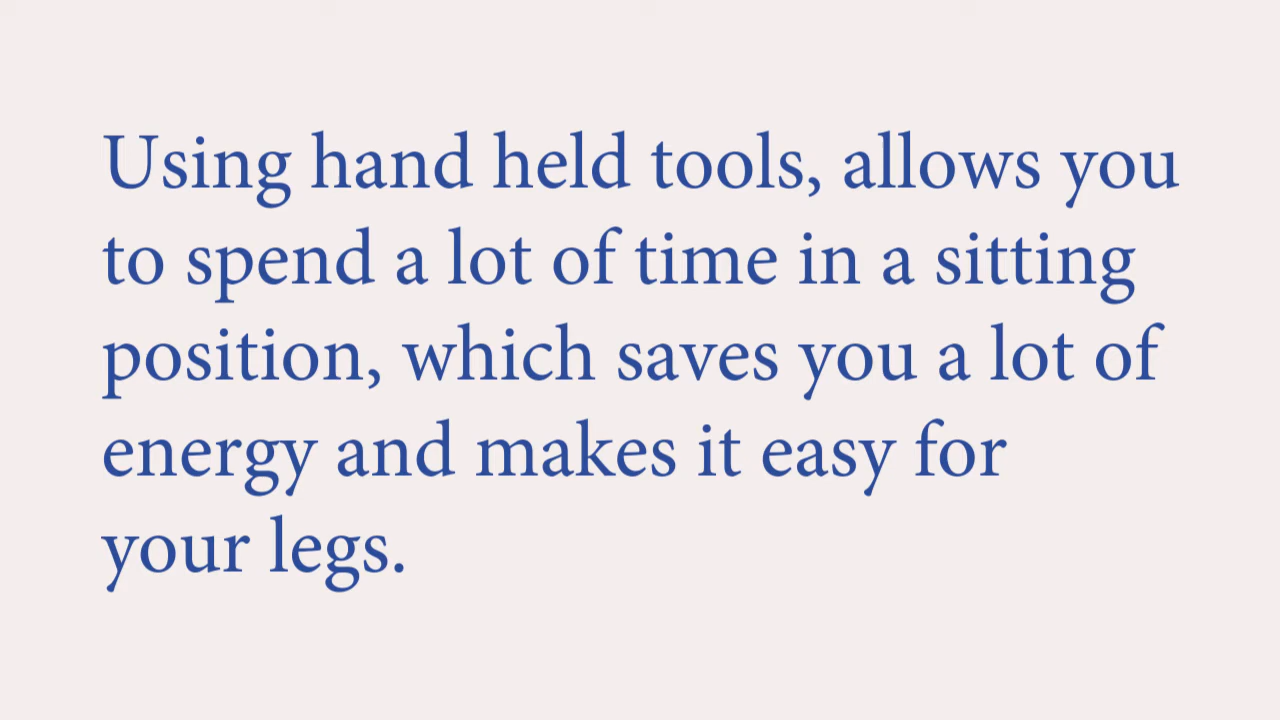 Using hand held tools, allows you
to spend a lot of time in a sitting
position, which saves you a lot of
energy and makes it easy for
your legs.